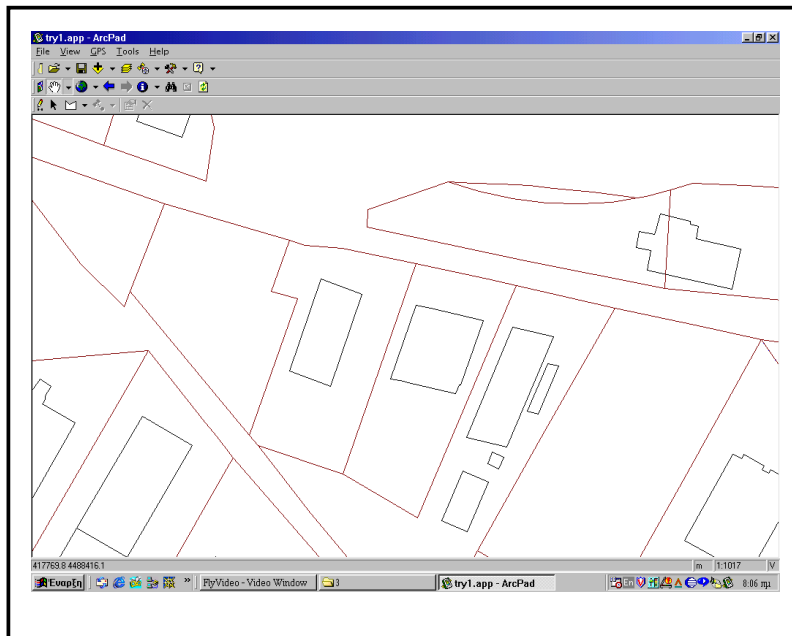 try1.app - ArcPad
File View GPS Tools Help
417769.8 4488416.1 m 1:1017 V
Έναρξη » FlyVideo - Video Window 3 try1.app - ArcPad En 8:06 πμ